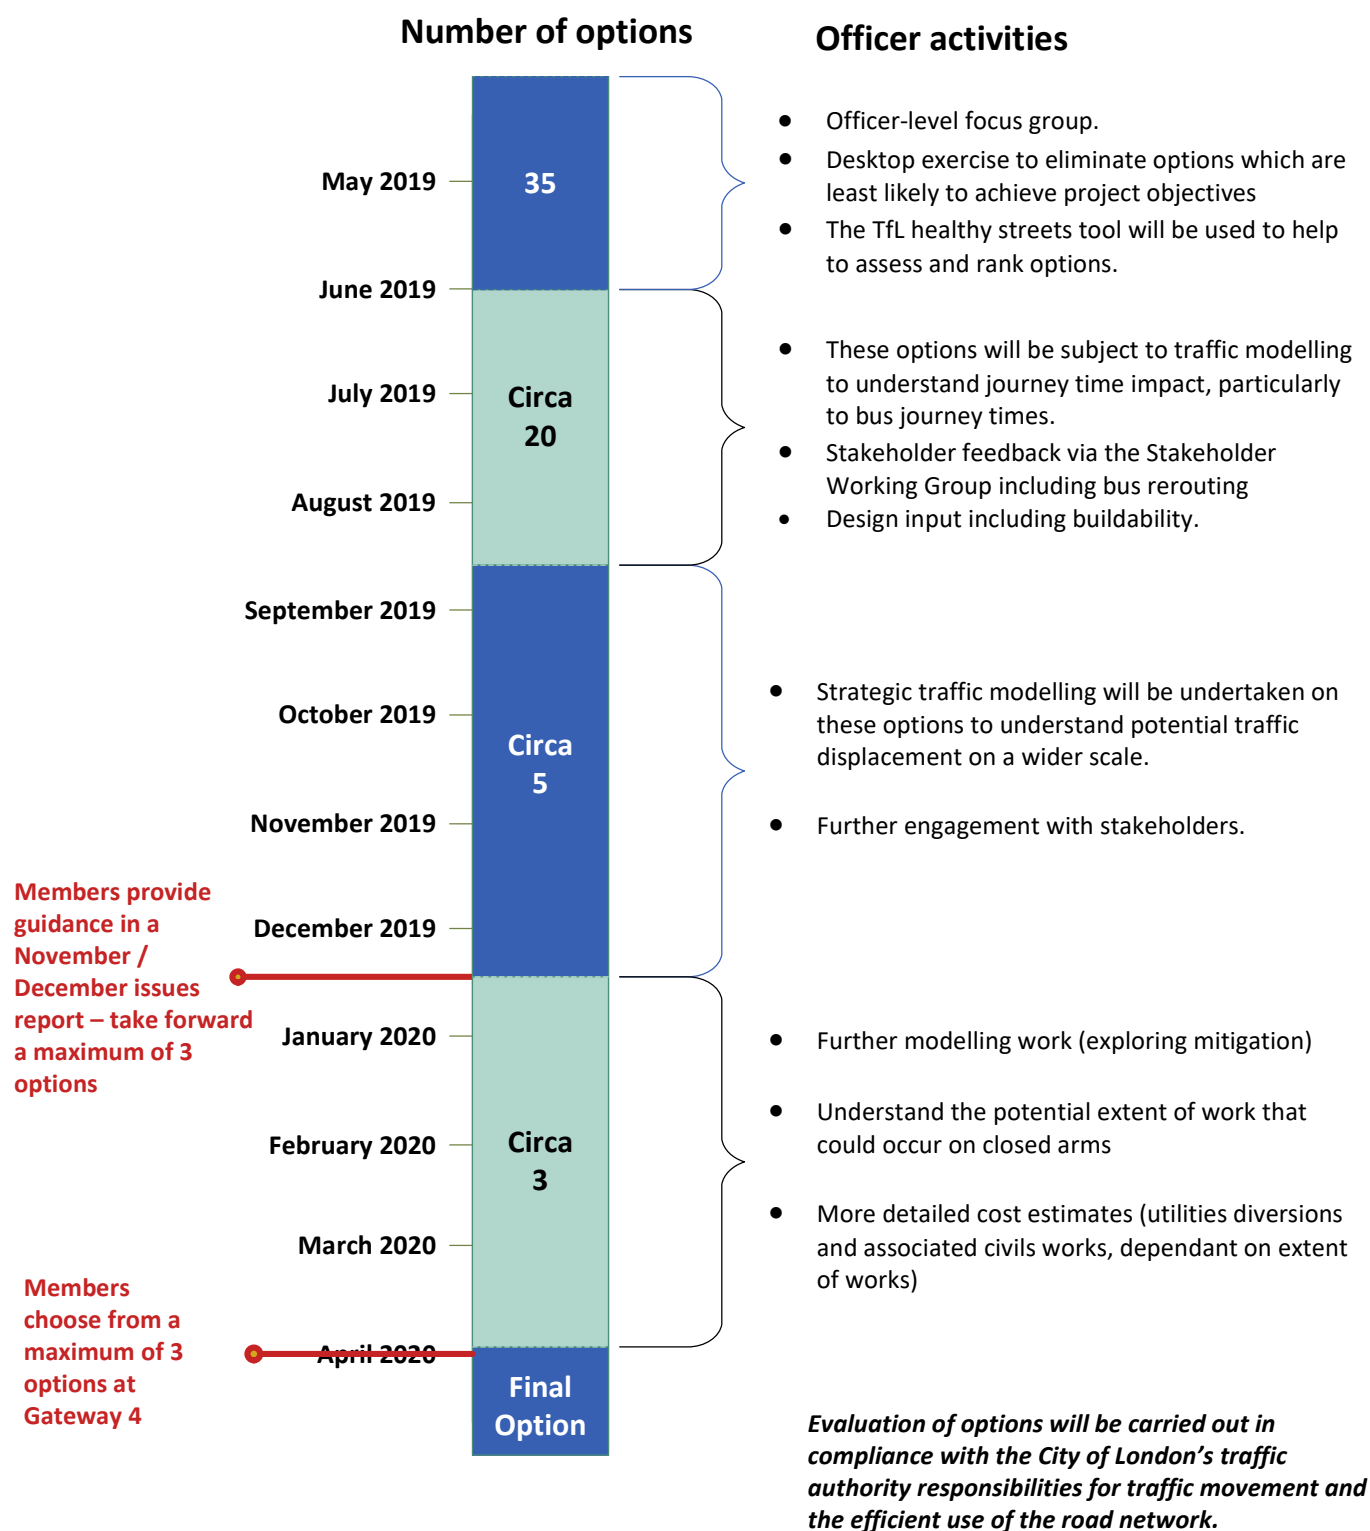 Number of options
Officer activities
May 2019
35
June 2019
July 2019
Circa
20
August 2019
September 2019
October 2019
Circa
5
November 2019
December 2019
January 2020
February 2020
Circa
3
March 2020
April 2020
Final
Option
Members provide
guidance in a
November /
December issues
report – take forward
a maximum of 3
options
Members
choose from a
maximum of 3
options at
Gateway 4
• Officer-level focus group.
• Desktop exercise to eliminate options which are
least likely to achieve project objectives
• The TfL healthy streets tool will be used to help
to assess and rank options.
• These options will be subject to traffic modelling
to understand journey time impact, particularly
to bus journey times.
• Stakeholder feedback via the Stakeholder
Working Group including bus rerouting
• Design input including buildability.
• Strategic traffic modelling will be undertaken on
these options to understand potential traffic
displacement on a wider scale.
• Further engagement with stakeholders.
• Further modelling work (exploring mitigation)
• Understand the potential extent of work that
could occur on closed arms
• More detailed cost estimates (utilities diversions
and associated civils works, dependant on extent
of works)
Evaluation of options will be carried out in
compliance with the City of London’s traffic
authority responsibilities for traffic movement and
the efficient use of the road network.